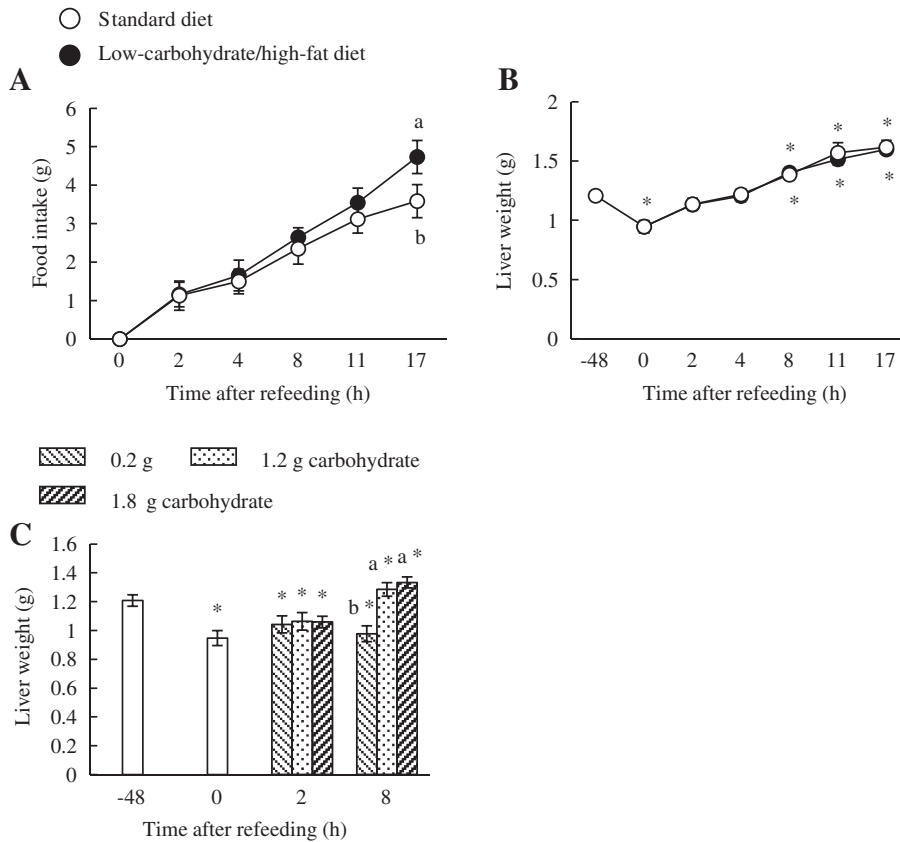 Standard diet
Low-carbohydrate/high-fat diet
A
6
5
4
3
2
1
0
Food intake (g)
a
b
0 2 4 8 11 17
Time after refeeding (h)
B
2
1.5
1
0.5
0
Liver weight (g)
* * * *
* * *
-48 0 2 4 8 11 17
Time after refeeding (h)
0.2 g 1.2 g carbohydrate
1.8 g carbohydrate
C
1.6
1.4
1.2
1
0.8
0.6
0.4
0.2
0
Liver weight (g)
* * * * b * a * a *
-48 0 2 8
Time after refeeding (h)